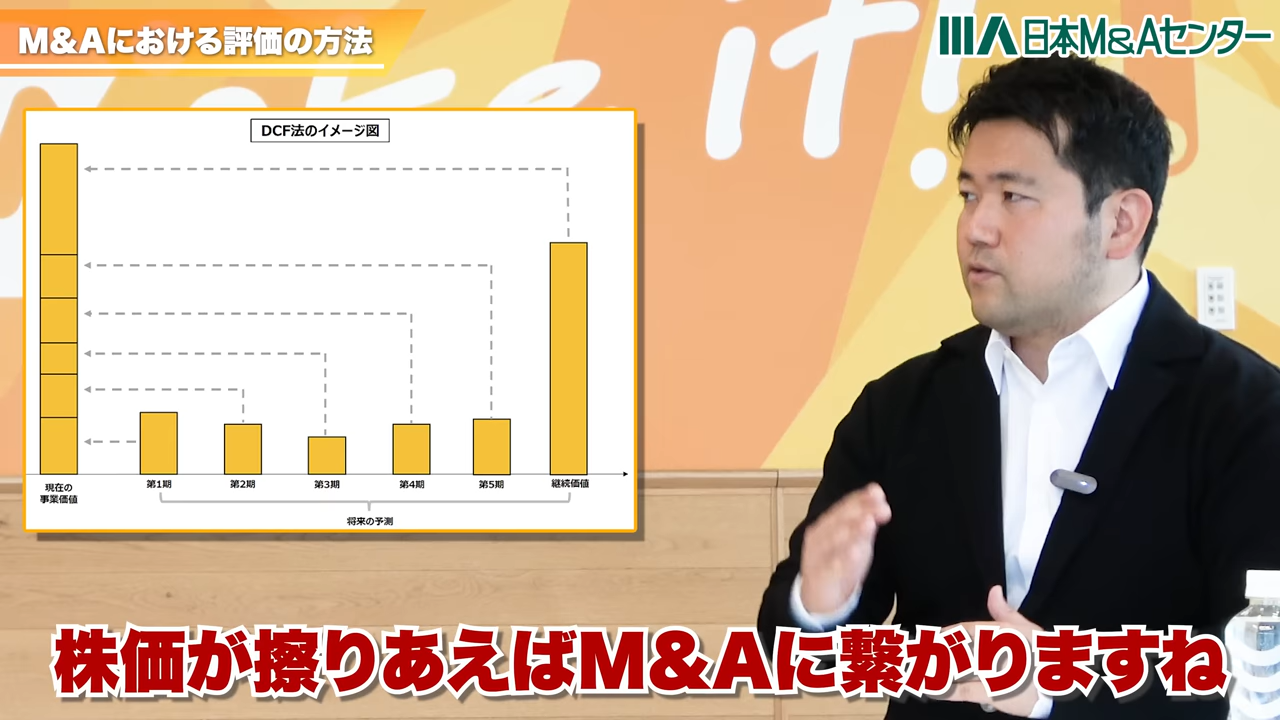 M&Aにおける評価の方法
日本M&Aセンター
it!
DCF法のイメージ図
現在の
事業価値
第1期
第2期
第3期
第4期
第5期
継続価値
将来の予測
株価が擦りあえばM&Aに繋がりますね